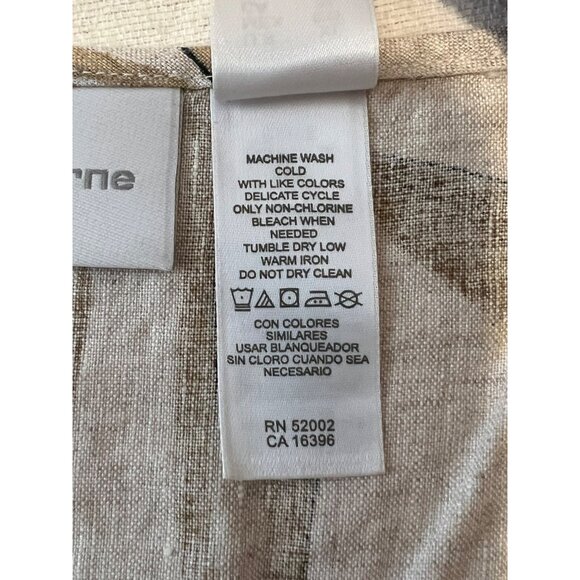 rne
MACHINE WASH
COLD
WITH LIKE COLORS
DELICATE CYCLE
ONLY NON-CHLORINE
BLEACH WHEN
NEEDED
TUMBLE DRY LOW
WARM IRON
DO NOT DRY CLEAN
CON COLORES
SIMILARES
USAR BLANQUEADOR
SIN CLORO CUANDO SEA
NECESARIO
RN 52002
CA 16396